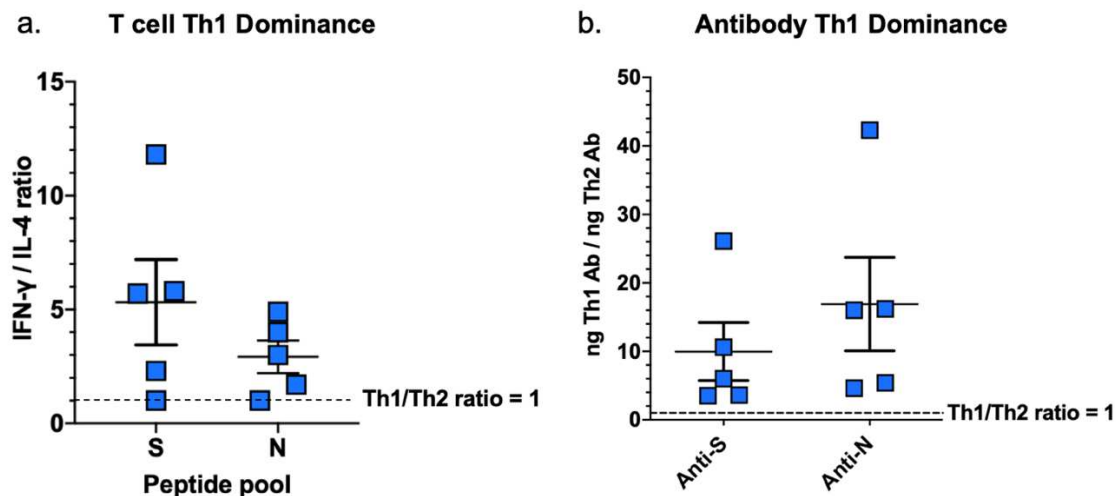 a. T cell Th1 Dominance
15
10
5
0
IFN-γ / IL-4 ratio
Th1/Th2 ratio = 1
S N
Peptide pool
b. Antibody Th1 Dominance
50
40
30
20
10
0
ng Th1 Ab / ng Th2 Ab
Th1/Th2 ratio = 1
Anti-S Anti-N